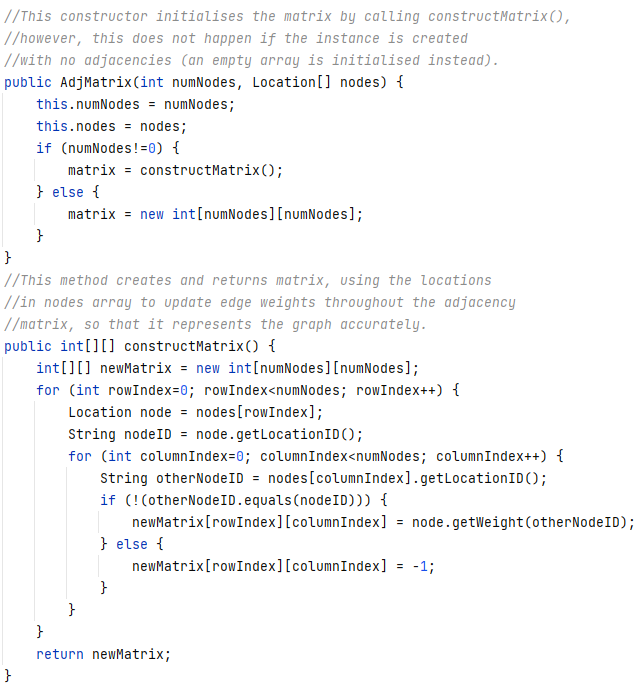 //This constructor initialises the matrix by calling constructMatrix(),
//however, this does not happen if the instance is created
//with no adjacencies (an empty array is initialised instead).
public AdjMatrix(int numNodes, Location[] nodes) {
    this.numNodes = numNodes;
    this.nodes = nodes;
    if (numNodes!=0) {
        matrix = constructMatrix();
    } else {
        matrix = new int[numNodes][numNodes];
    }
}
//This method creates and returns matrix, using the locations
//in nodes array to update edge weights throughout the adjacency
//matrix, so that it represents the graph accurately.
public int[][] constructMatrix() {
    int[][] newMatrix = new int[numNodes][numNodes];
    for (int rowIndex=0; rowIndex<numNodes; rowIndex++) {
        Location node = nodes[rowIndex];
        String nodeID = node.getLocationID();
        for (int columnIndex=0; columnIndex<numNodes; columnIndex++) {
            String otherNodeID = nodes[columnIndex].getLocationID();
            if (!(otherNodeID.equals(nodeID))) {
                newMatrix[rowIndex][columnIndex] = node.getWeight(otherNodeID);
            } else {
                newMatrix[rowIndex][columnIndex] = -1;
            }
        }
    }
    return newMatrix;
}